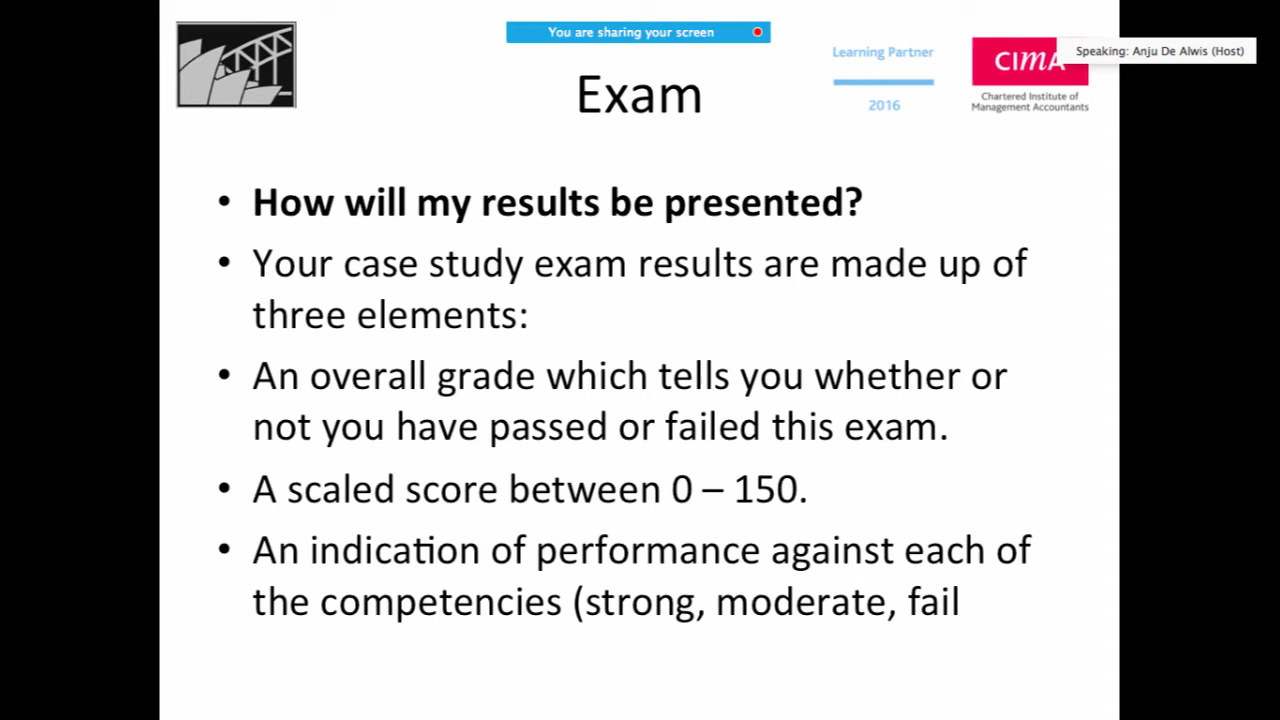 You are sharing your screen
Learning Partner
2016
CIMA
Chartered Institute of
Management Accountants
Speaking: Anju De Alwis (Host)
Exam
• How will my results be presented?
• Your case study exam results are made up of
three elements:
• An overall grade which tells you whether or
not you have passed or failed this exam.
• A scaled score between 0 – 150.
• An indication of performance against each of
the competencies (strong, moderate, fail